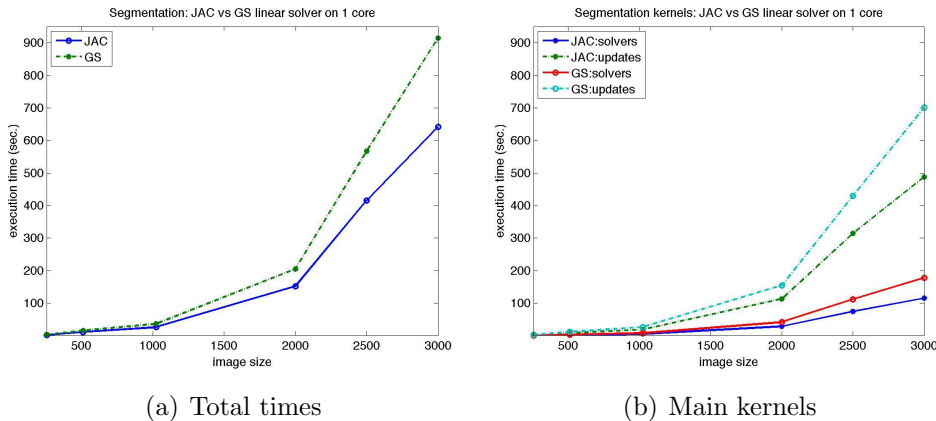 Segmentation: JAC vs GS linear solver on 1 core
JAC
GS
900
800
700
600
500
400
300
200
100
execution time (sec.)
500
1000
1500
2000
2500
3000
image size
(a) Total times
Segmentation kernels: JAC vs GS linear solver on 1 core
JAC:solvers
JAC:updates
GS:solvers
GS:updates
900
800
700
600
500
400
300
200
100
execution time (sec.)
500
1000
1500
2000
2500
3000
image size
(b) Main kernels